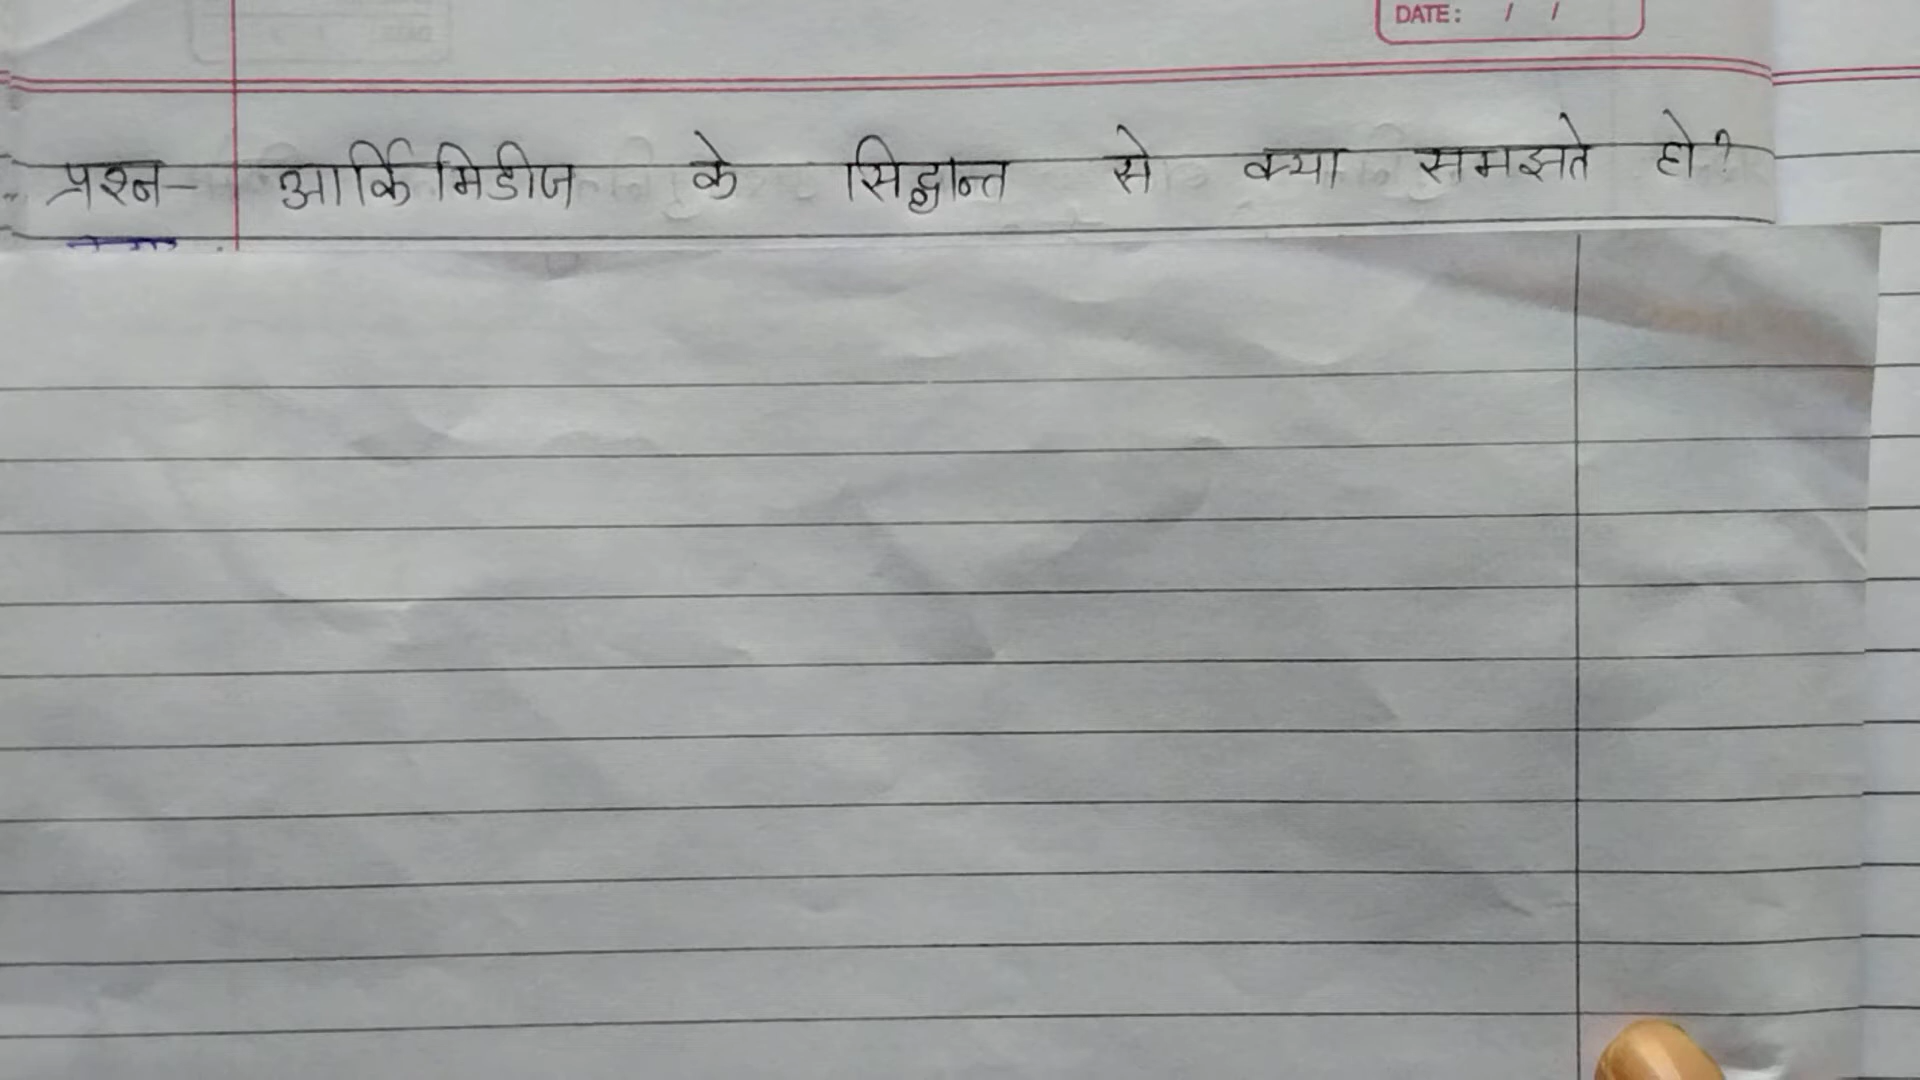 DATE: / /
प्रश्न- आर्किमिडीज के सिद्धान्त से क्या समझते हो?